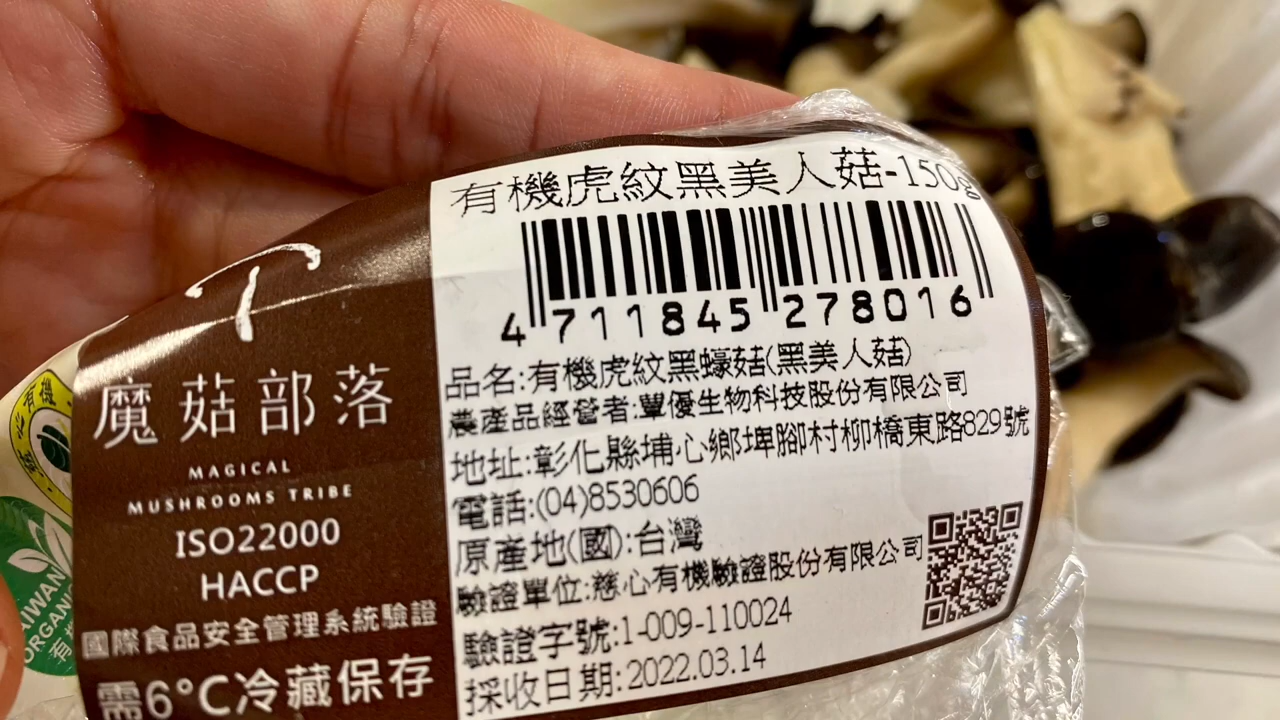 有機虎紋黑美人菇-150g
4 711845 278016
品名:有機虎紋黑蠔菇(黑美人菇)
農產品經營者:豐優生物科技股份有限公司
地址:彰化縣埔心鄉埤腳村柳橋東路829號
電話:(04)8530606
原產地(國):台灣
驗證單位:慈心有機驗證股份有限公司
驗證字號:1-009-110024
採收日期:2022.03.14
魔菇部落
MAGICAL
MUSHROOMS TRIBE
ISO22000
HACCP
國際食品安全管理系統驗證
需6°C冷藏保存
有機
TAIWAN
ORGANIC
有